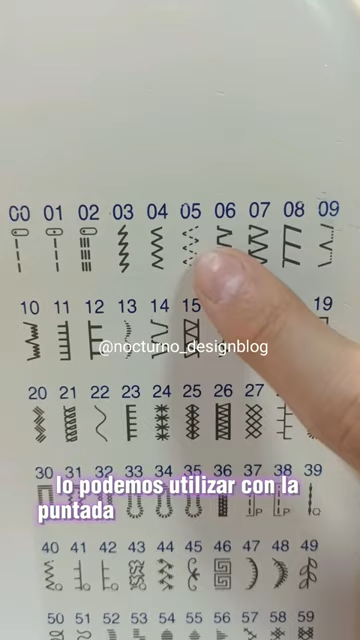 00 01 02 03 04 05 06 07 08 09
10 11 12 13 14 15 19
@nocturno_designblog
20 21 22 23 24 25 26 27 28 29
30 31 32 33 34 35 36 37 38 39
lo podemos utilizar con la
puntada
40 41 42 43 44 45 46 47 48 49
50 51 52 53 54 55 56 57 58 59